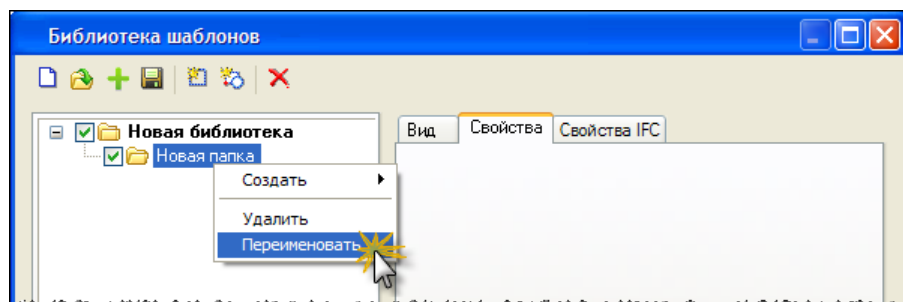 Библиотека шаблонов
Новая библиотека
Новая папка
Вид Свойства Свойства IFC
Создать
Удалить
Переименовать